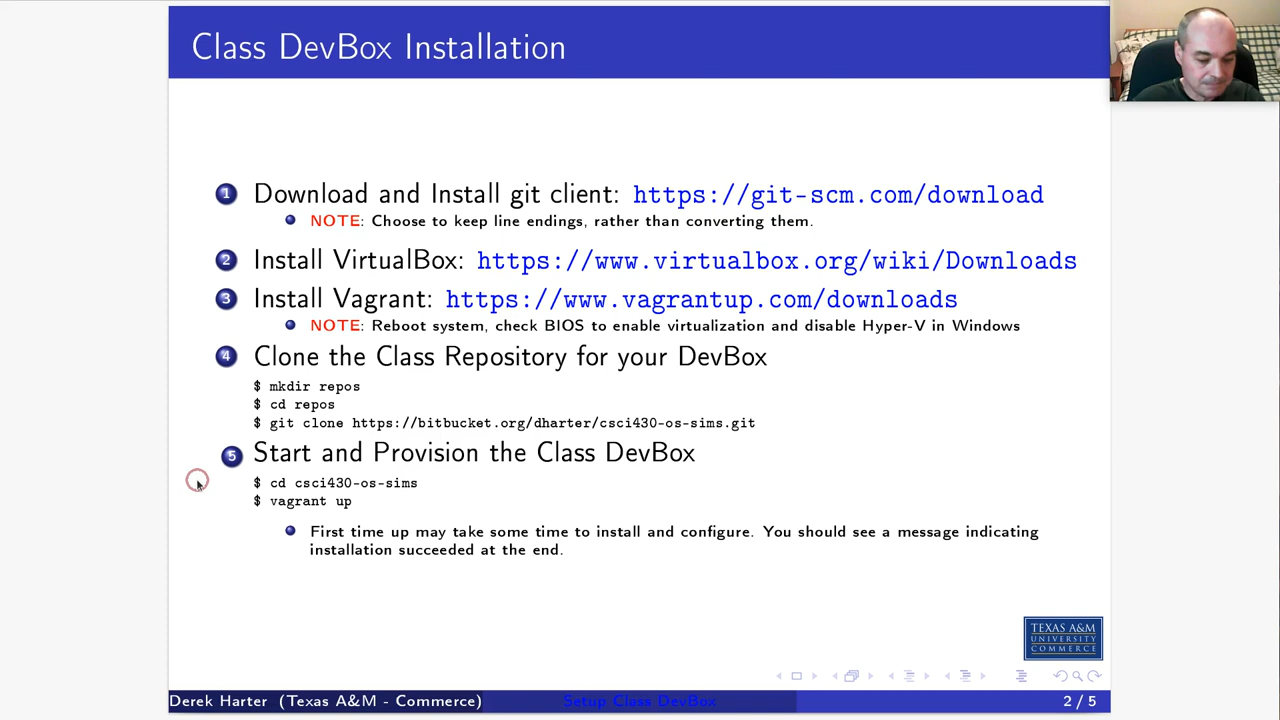 Class DevBox Installation
1 Download and Install git client: https://git-scm.com/download
NOTE: Choose to keep line endings, rather than converting them.
2 Install VirtualBox: https://www.virtualbox.org/wiki/Downloads
3 Install Vagrant: https://www.vagrantup.com/downloads
NOTE: Reboot system, check BIOS to enable virtualization and disable Hyper-V in Windows
4 Clone the Class Repository for your DevBox
$ mkdir repos
$ cd repos
$ git clone https://bitbucket.org/dharter/csci430-os-sims.git
5 Start and Provision the Class DevBox
$ cd csci430-os-sims
$ vagrant up
First time up may take some time to install and configure. You should see a message indicating
installation succeeded at the end.
TEXAS A&M
UNIVERSITY
COMMERCE
Derek Harter (Texas A&M - Commerce) Setup Class DevBox 2 / 5